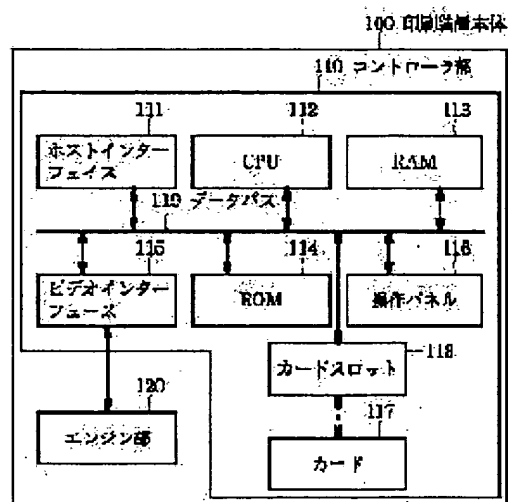 100 印刷装置本体
110 コントローラ部
111
112
113
ホストインター
フェイス
CPU
RAM
119 データバス
115
114
116
ビデオインター
フェース
ROM
操作パネル
118
カードスロット
120
117
エンジン部
カード